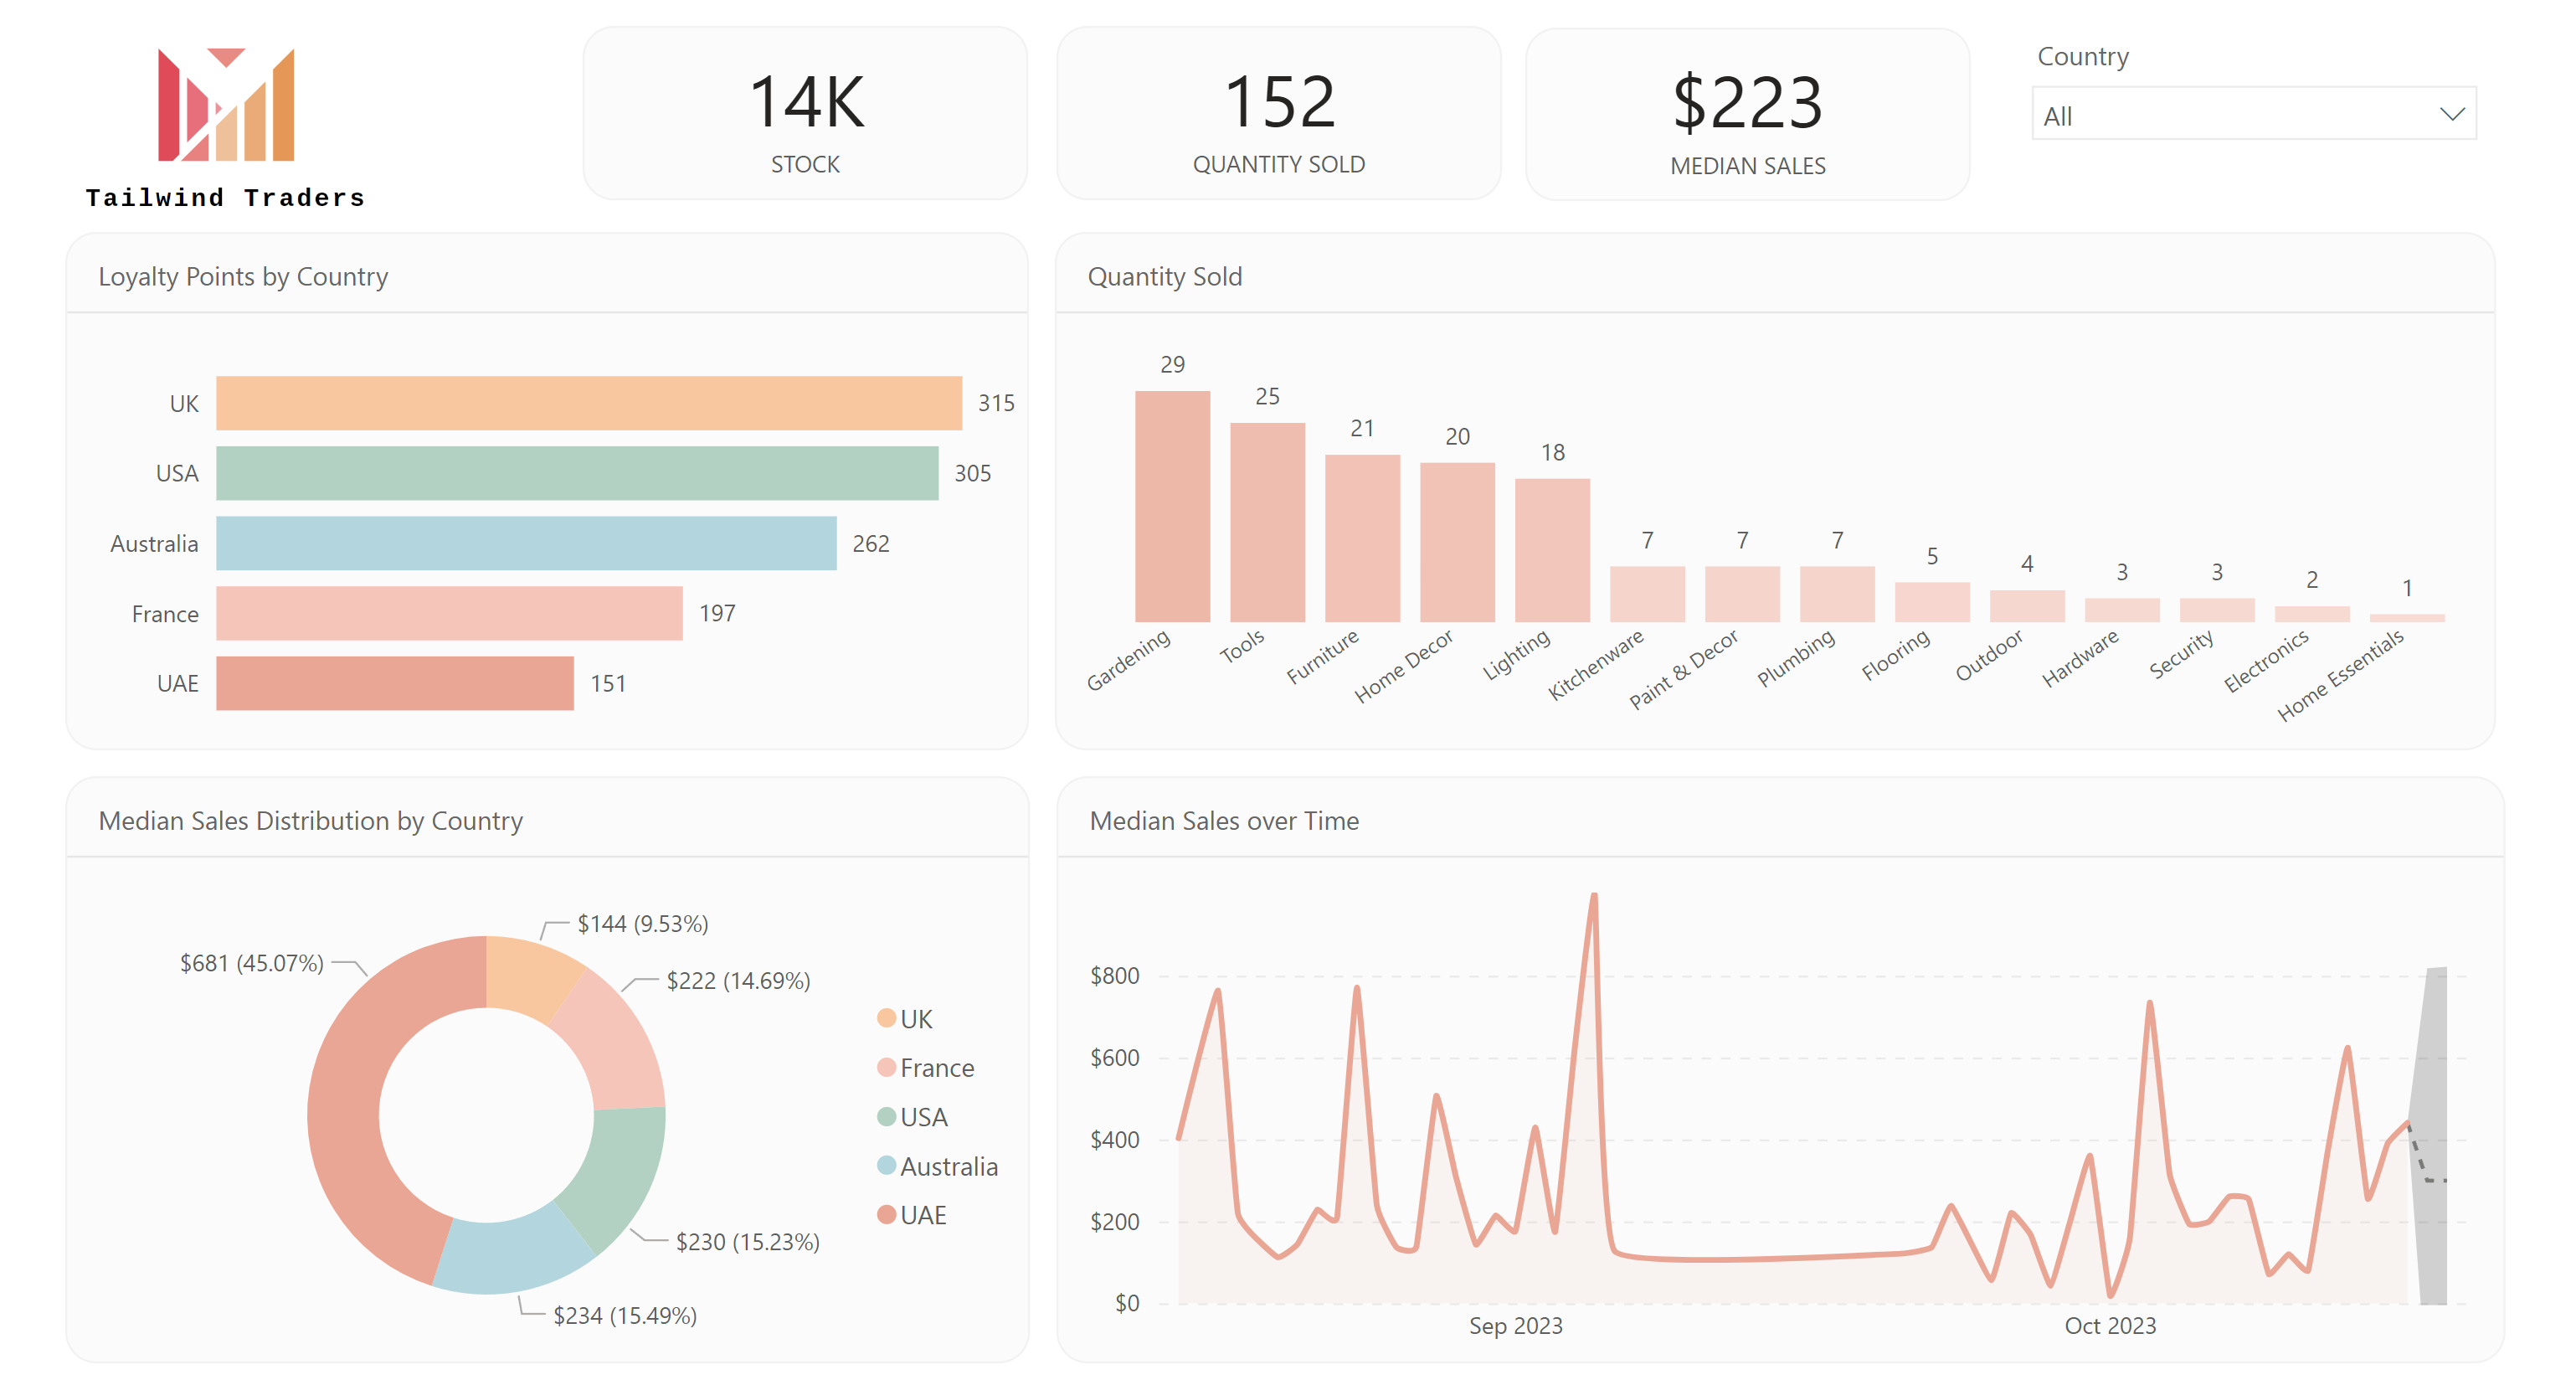 Tailwind Traders
14K
STOCK
152
QUANTITY SOLD
$223
MEDIAN SALES
Country
All
Loyalty Points by Country
UK 315
USA 305
Australia 262
France 197
UAE 151
Quantity Sold
29 25 21 20 18 7 7 7 5 4 3 3 2 1
Gardening Tools Furniture Home Decor Lighting Kitchenware Paint & Decor Plumbing Flooring Outdoor Hardware Security Electronics Home Essentials
Median Sales Distribution by Country
$144 (9.53%)
$681 (45.07%)
$222 (14.69%)
$230 (15.23%)
$234 (15.49%)
UK
France
USA
Australia
UAE
Median Sales over Time
$800
$600
$400
$200
$0
Sep 2023 Oct 2023